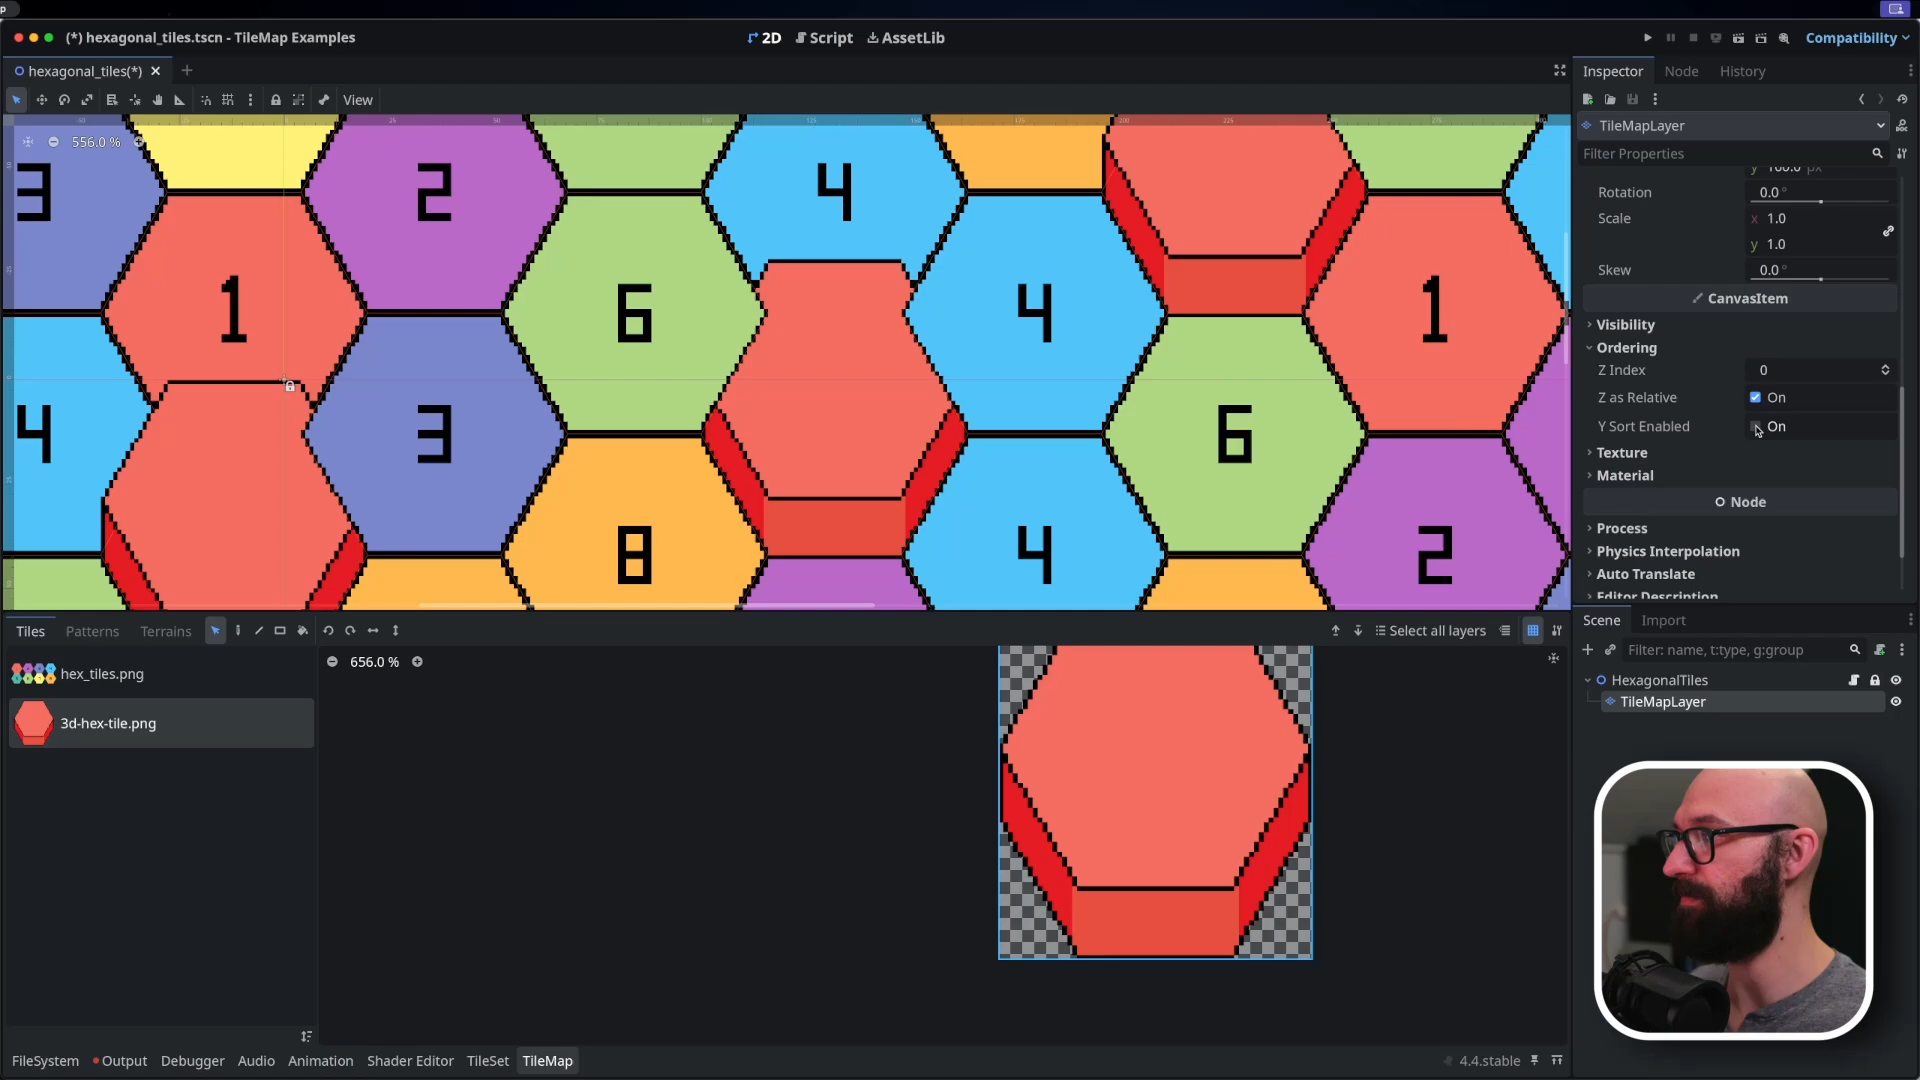 p
(*) hexagonal_tiles.tscn - TileMap Examples
2D Script AssetLib
Compatibility
hexagonal_tiles(*)
View
556.0 %
3 2 4
1 6 4 1
4 3 6
8 4 2
Inspector Node History
TileMapLayer
Filter Properties
y 160.0 px
Rotation 0.0 °
Scale x 1.0
y 1.0
Skew 0.0 °
CanvasItem
Visibility
Ordering
Z Index 0
Z as Relative On
Y Sort Enabled On
Texture
Material
Node
Process
Physics Interpolation
Auto Translate
Editor Description
Tiles Patterns Terrains
Select all layers
hex_tiles.png
3d-hex-tile.png
656.0 %
Scene Import
Filter: name, t:type, g:group
HexagonalTiles
TileMapLayer
FileSystem Output Debugger Audio Animation Shader Editor TileSet TileMap
4.4.stable